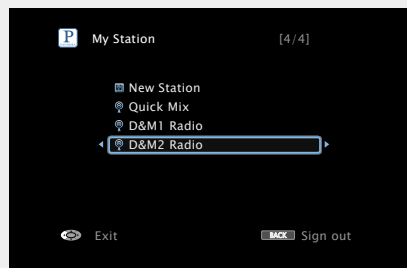 P My Station [4/4]
New Station
Quick Mix
D&M1 Radio
D&M2 Radio
Exit BACK Sign out